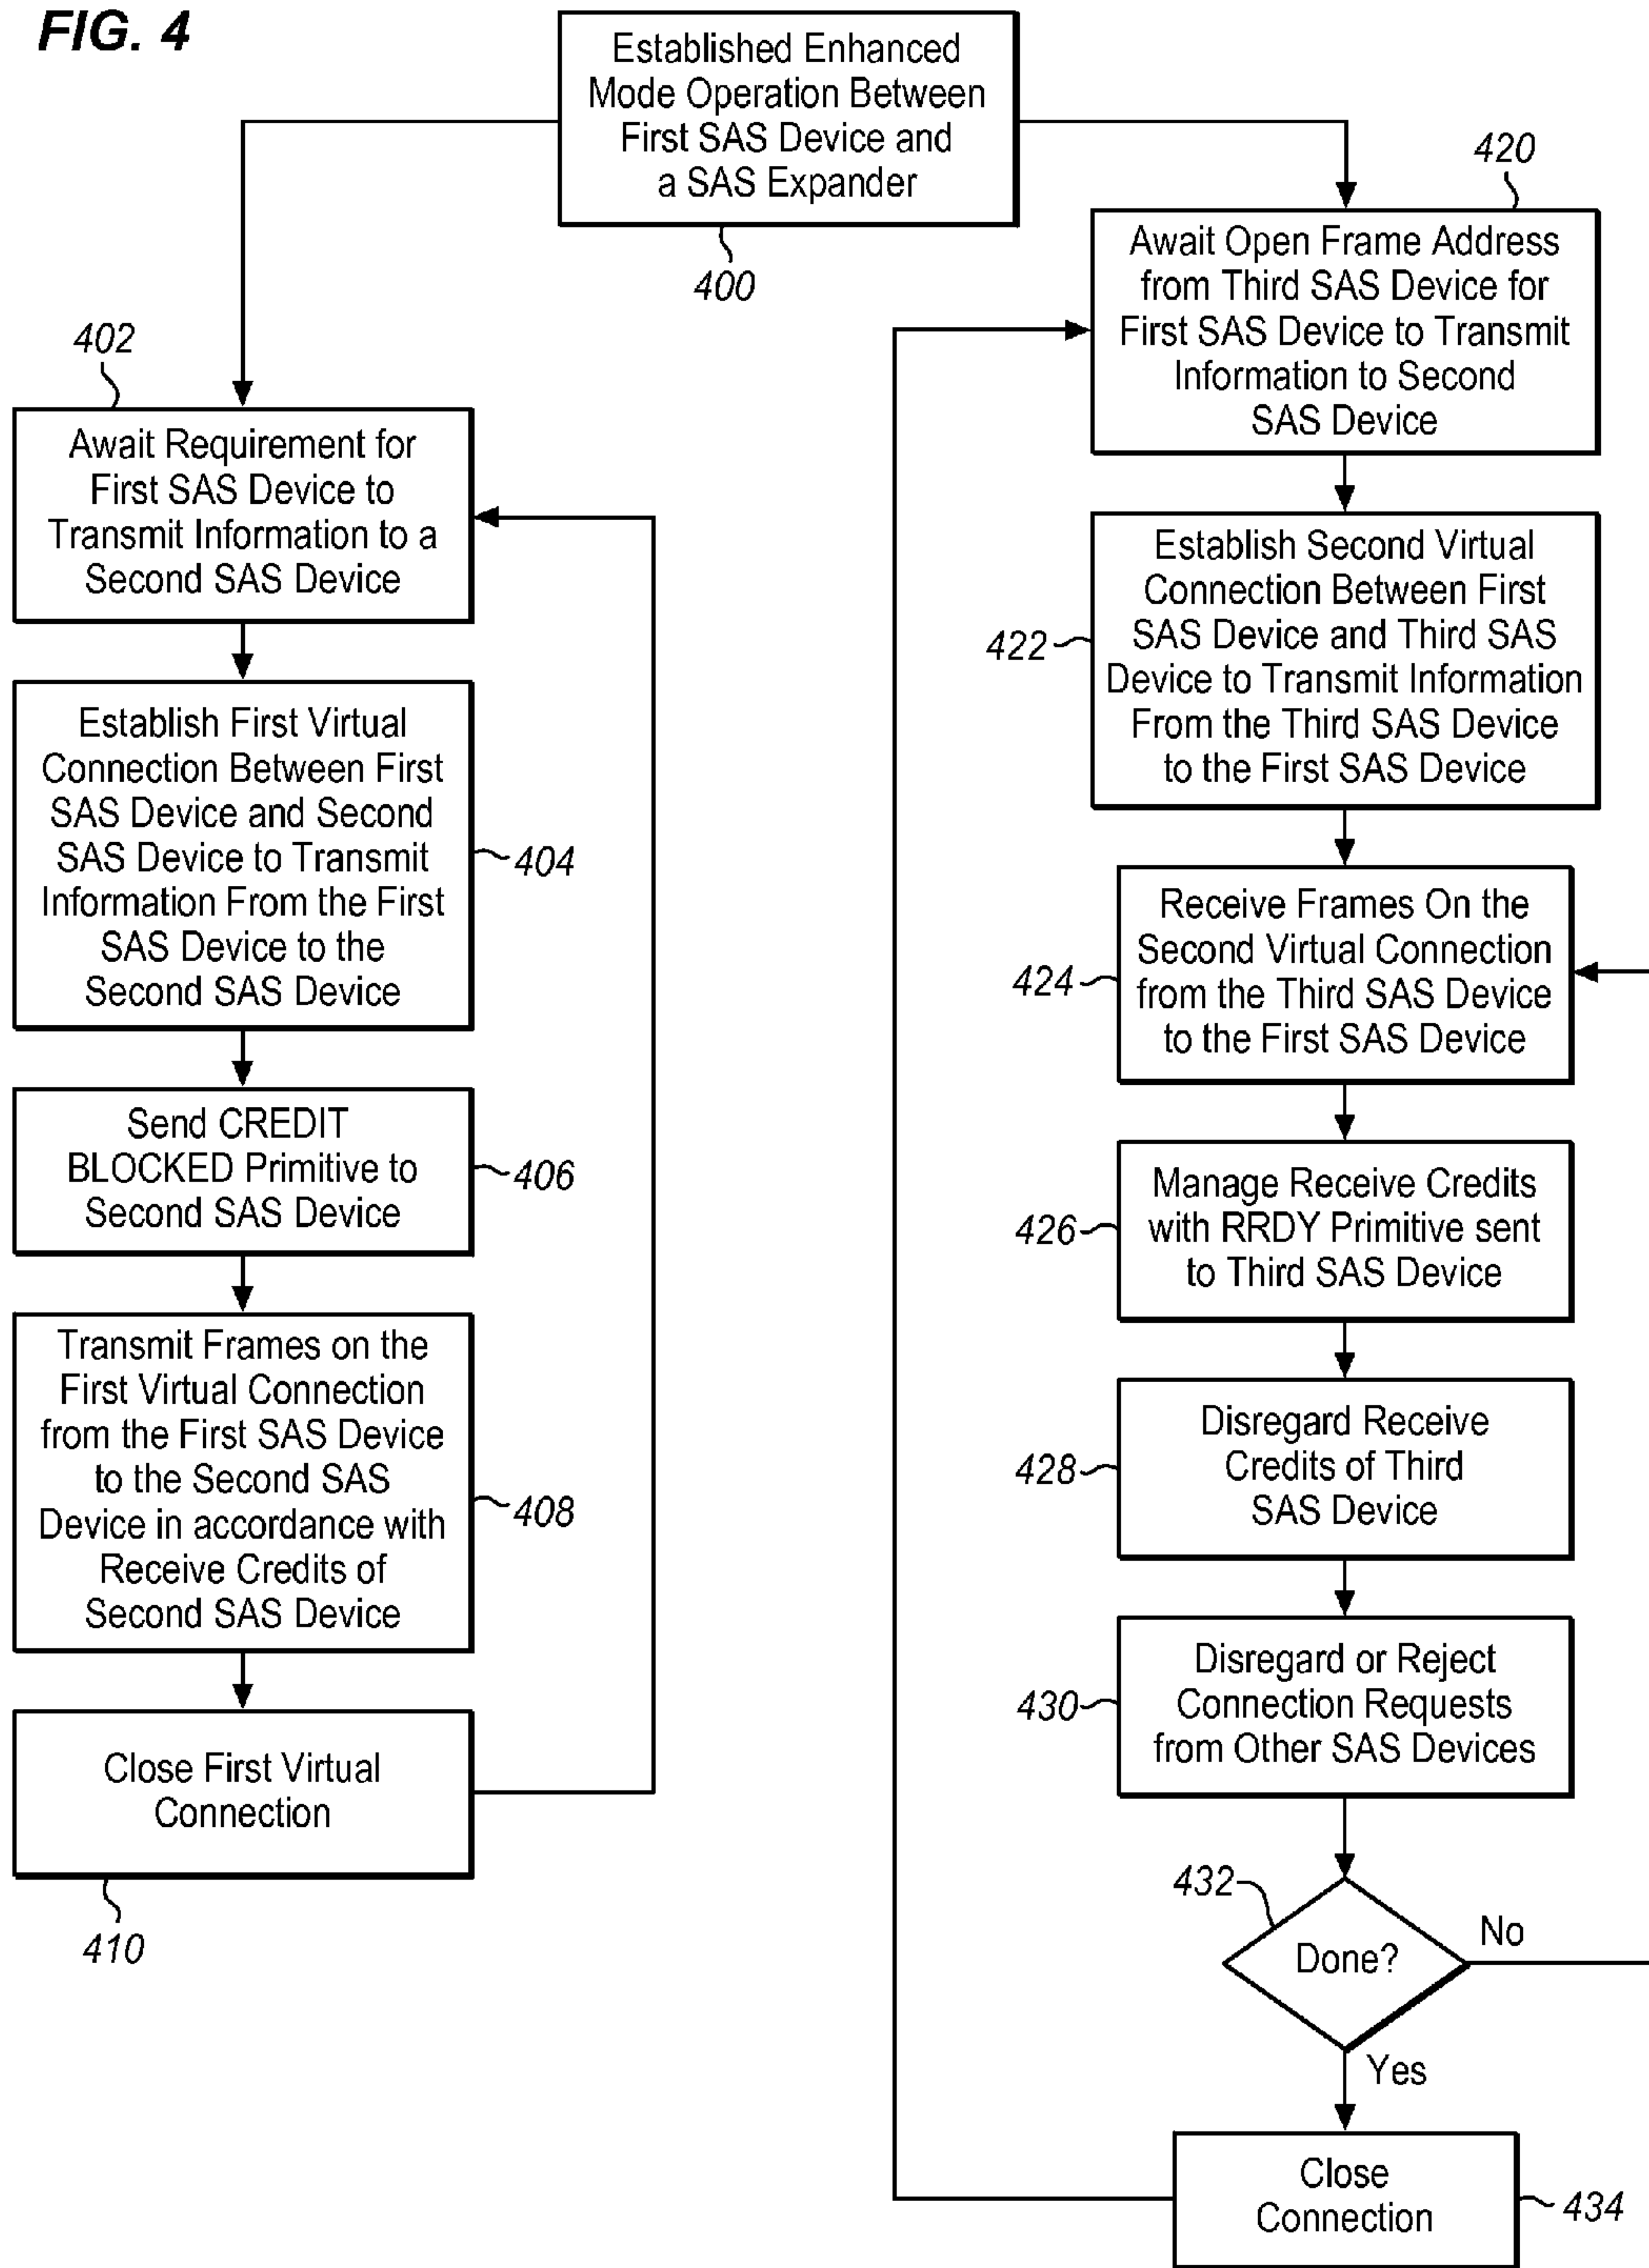 FIG. 4
Established Enhanced
Mode Operation Between
First SAS Device and
a SAS Expander
400
402
Await Requirement for
First SAS Device to
Transmit Information to a
Second SAS Device
Establish First Virtual
Connection Between First
SAS Device and Second
SAS Device to Transmit
Information From the First
SAS Device to the
Second SAS Device
404
Send CREDIT
BLOCKED Primitive to
Second SAS Device
406
Transmit Frames on the
First Virtual Connection
from the First SAS Device
to the Second SAS
Device in accordance with
Receive Credits of
Second SAS Device
408
Close First Virtual
Connection
410
420
Await Open Frame Address
from Third SAS Device for
First SAS Device to Transmit
Information to Second
SAS Device
Establish Second Virtual
Connection Between First
SAS Device and Third SAS
Device to Transmit Information
From the Third SAS Device
to the First SAS Device
422
Receive Frames On the
Second Virtual Connection
from the Third SAS Device
to the First SAS Device
424
Manage Receive Credits
with RRDY Primitive sent
to Third SAS Device
426
Disregard Receive
Credits of Third
SAS Device
428
Disregard or Reject
Connection Requests
from Other SAS Devices
430
432
Done?
No
Yes
Close
Connection
434